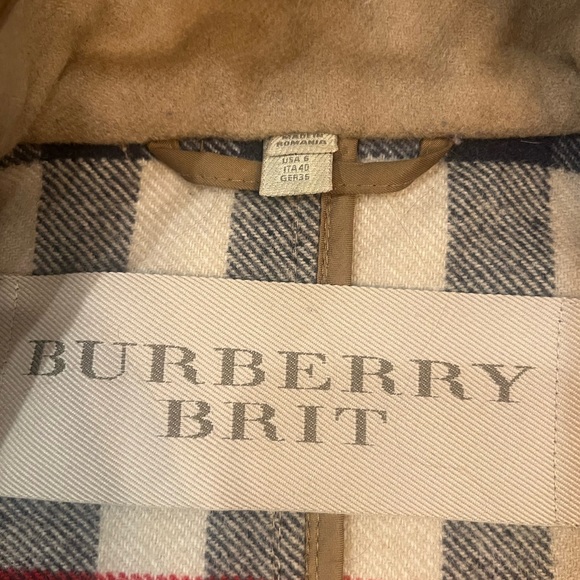 MADE IN
ROMANIA
USA 6
ITA 40
GER 36
BURBERRY
BRIT